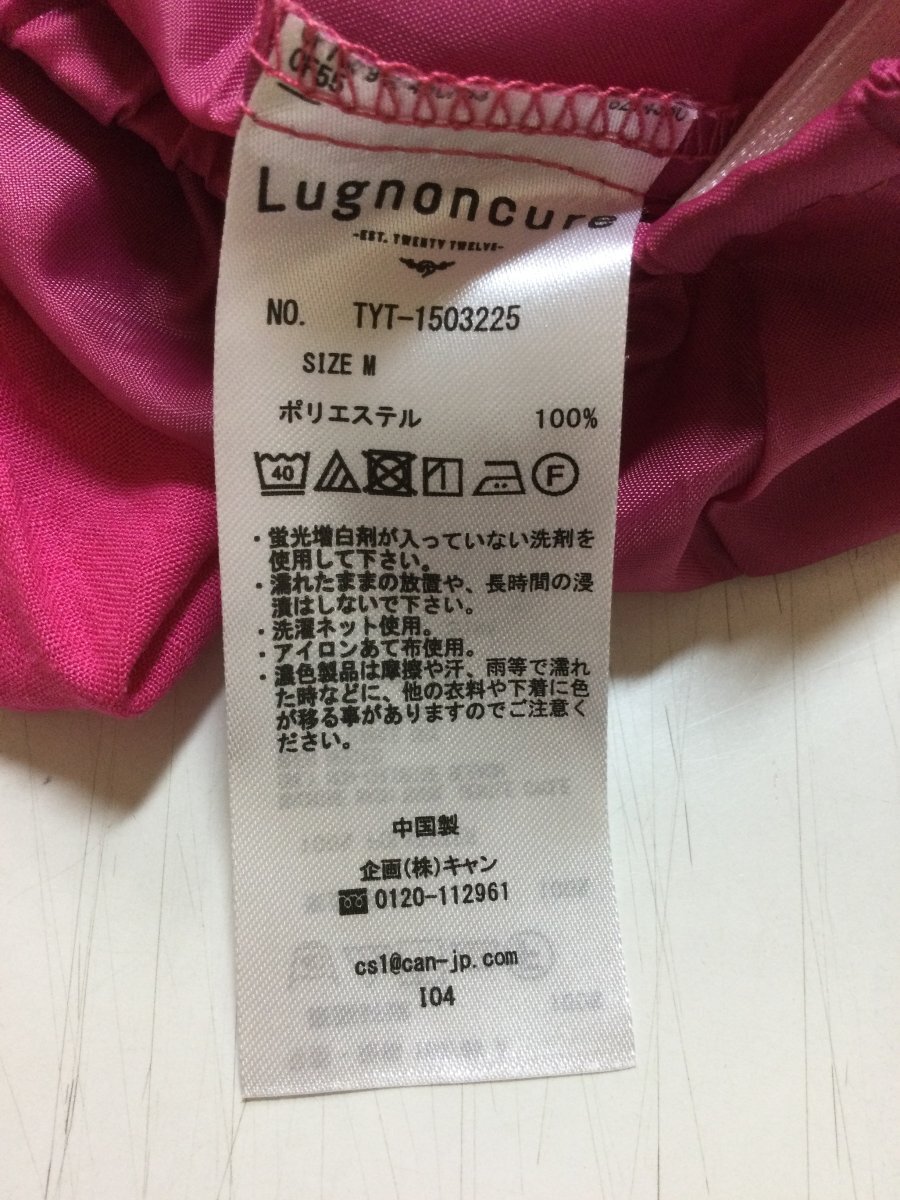 CF55
Lugnoncure
-EST. TWENTY TWELVE-
NO. TYT-1503225
SIZE M
ポリエステル 100%
40 F
・蛍光増白剤が入っていない洗剤を
使用して下さい。
・濡れたままの放置や、長時間の浸
漬はしないで下さい。
・洗濯ネット使用。
・アイロンあて布使用。
・濃色製品は摩擦や汗、雨等で濡れ
た時などに、他の衣料や下着に色
が移る事がありますのでご注意く
ださい。
中国製
企画(株)キャン
0120-112961
cs1@can-jp.com
I04